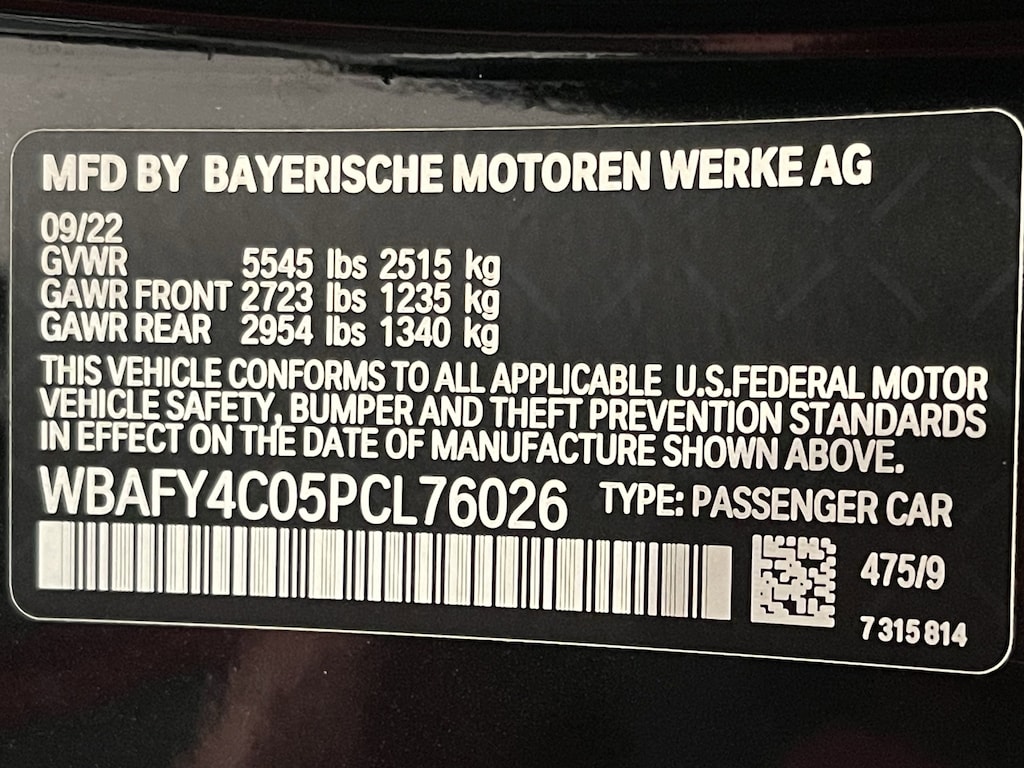 MFD BY BAYERISCHE MOTOREN WERKE AG
09/22
GVWR 5545 lbs 2515 kg
GAWR FRONT 2723 lbs 1235 kg
GAWR REAR 2954 lbs 1340 kg
THIS VEHICLE CONFORMS TO ALL APPLICABLE U.S.FEDERAL MOTOR
VEHICLE SAFETY, BUMPER AND THEFT PREVENTION STANDARDS
IN EFFECT ON THE DATE OF MANUFACTURE SHOWN ABOVE.
WBAFY4C05PCL76026 TYPE: PASSENGER CAR
475/9
7 315 814